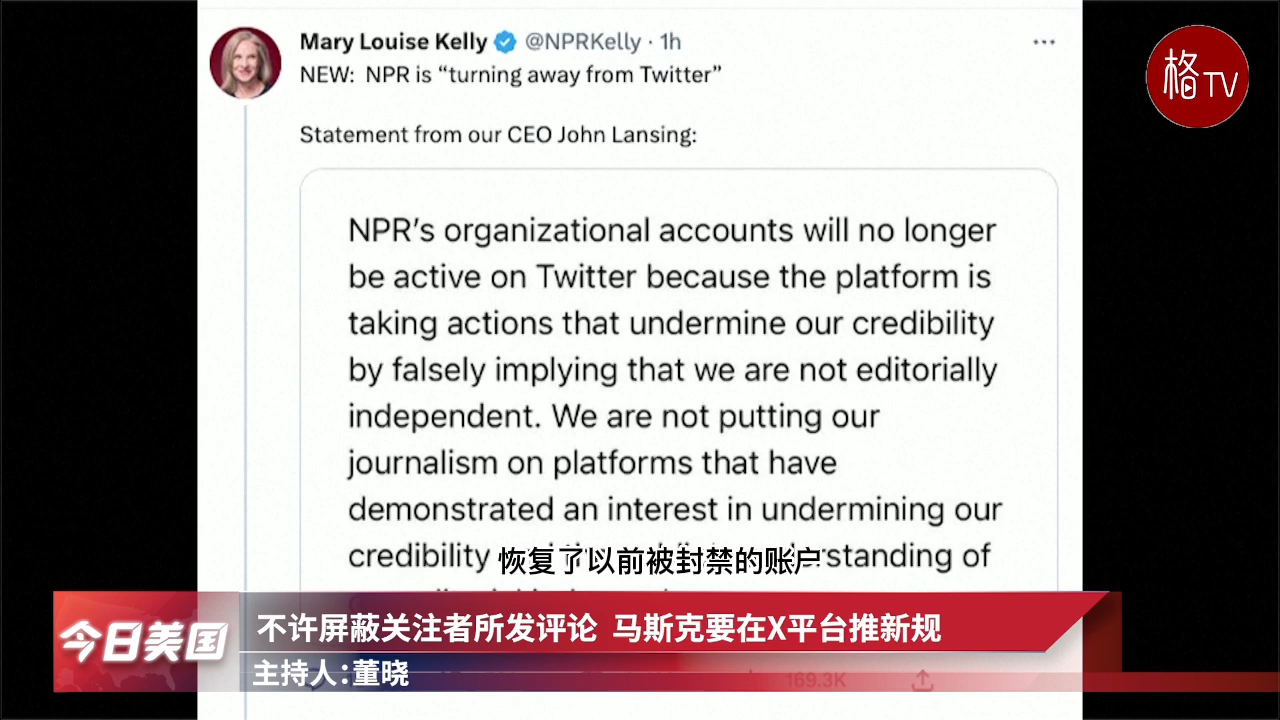 Mary Louise Kelly @NPRKelly · 1h
NEW: NPR is “turning away from Twitter”
Statement from our CEO John Lansing:
NPR’s organizational accounts will no longer
be active on Twitter because the platform is
taking actions that undermine our credibility
by falsely implying that we are not editorially
independent. We are not putting our
journalism on platforms that have
demonstrated an interest in undermining our
credibility of
恢复了以前被封禁的账户
格TV
今日美国
不许屏蔽关注者所发评论 马斯克要在X平台推新规
主持人:董晓
169.3K